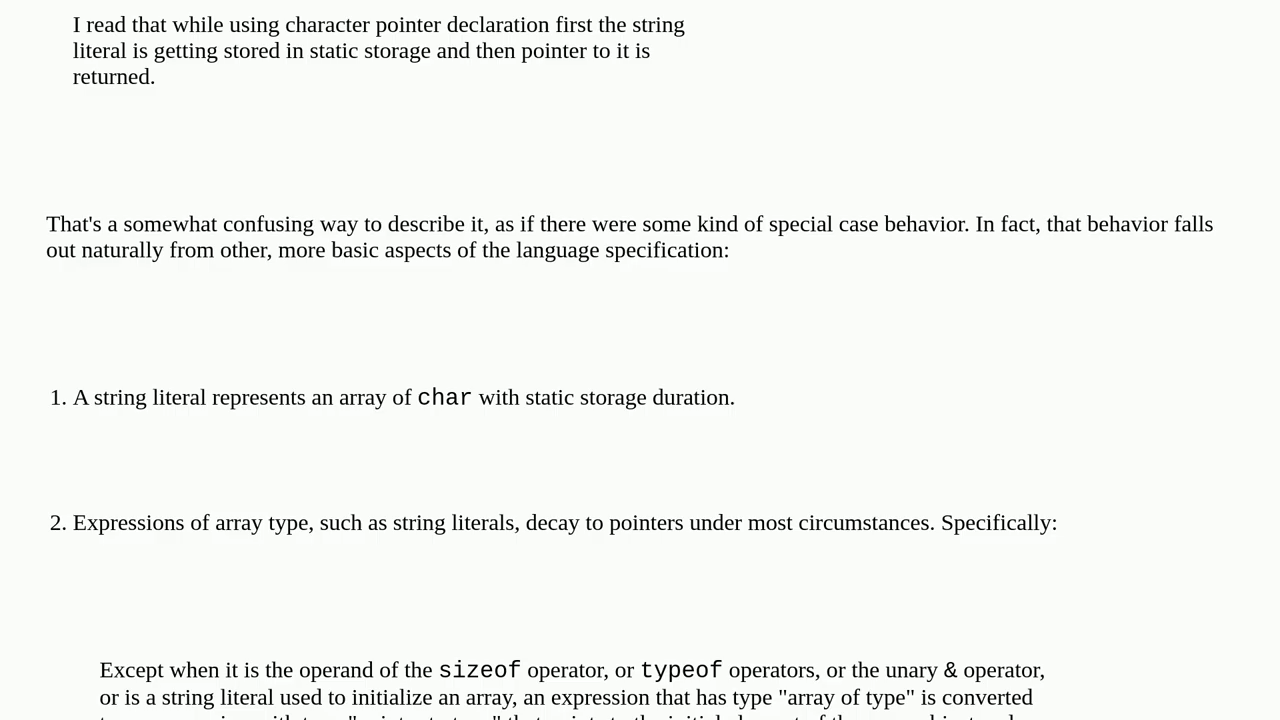 I read that while using character pointer declaration first the string
literal is getting stored in static storage and then pointer to it is
returned.
That's a somewhat confusing way to describe it, as if there were some kind of special case behavior. In fact, that behavior falls
out naturally from other, more basic aspects of the language specification:
1. A string literal represents an array of char with static storage duration.
2. Expressions of array type, such as string literals, decay to pointers under most circumstances. Specifically:
Except when it is the operand of the sizeof operator, or typeof operators, or the unary & operator,
or is a string literal used to initialize an array, an expression that has type "array of type" is converted